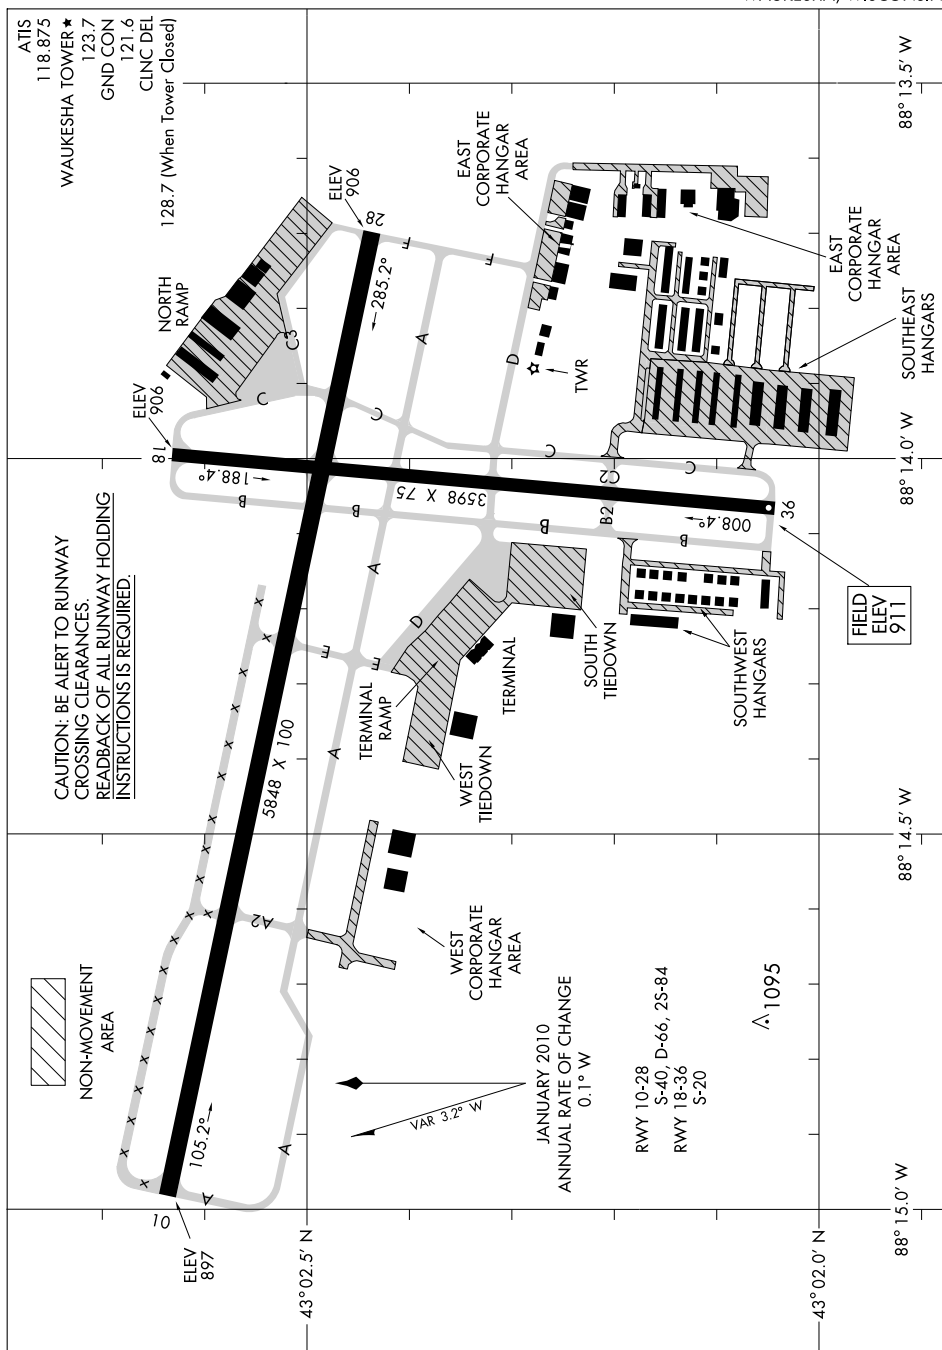 ATIS
118.875
WAUKESHA TOWER★
123.7
GND CON
121.6
CLNC DEL
128.7 (When Tower Closed)
CAUTION: BE ALERT TO RUNWAY
CROSSING CLEARANCES.
READBACK OF ALL RUNWAY HOLDING
INSTRUCTIONS IS REQUIRED.
NON-MOVEMENT
AREA
NORTH
RAMP
ELEV
906
28
285.2°
ELEV
906
18
188.4°
3598 X 75
008.4°
36
FIELD
ELEV
911
5848 X 100
105.2°
10
ELEV
897
C3
C
C
C
C2
C
B
B
B
B2
B
F
F
A
D
A
E
E
D
A
A2
A
A
EAST
CORPORATE
HANGAR
AREA
TWR
EAST
CORPORATE
HANGAR
AREA
SOUTHEAST
HANGARS
TERMINAL
RAMP
TERMINAL
SOUTH
TIEDOWN
WEST
TIEDOWN
SOUTHWEST
HANGARS
WEST
CORPORATE
HANGAR
AREA
VAR 3.2° W
JANUARY 2010
ANNUAL RATE OF CHANGE
0.1° W
RWY 10-28
S-40, D-66, 2S-84
RWY 18-36
S-20
1095
43°02.5' N
43°02.0' N
88°13.5' W
88°14.0' W
88°14.5' W
88°15.0' W